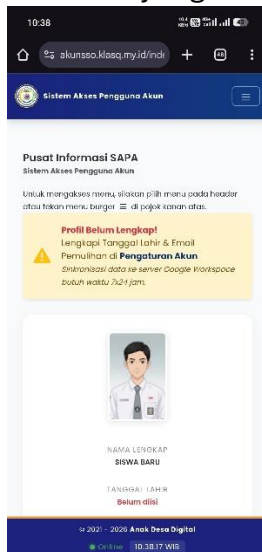 10:38
akunsso.klasq.my.id/inde
48
Sistem Akses Pengguna Akun
Pusat Informasi SAPA
Sistem Akses Pengguna Akun
Untuk mengakses menu, silakan pilih menu pada header
atau tekan menu burger ≡ di pojok kanan atas.
Profil Belum Lengkap!
Lengkapi Tanggal Lahir & Email
Pemulihan di Pengaturan Akun
Sinkronisasi data ke server Google Workspace
butuh waktu 7x24 jam.
NAMA LENGKAP
SISWA BARU
TANGGAL LAHIR
Belum diisi
© 2021 - 2026 Anak Desa Digital
Online 10.38.17 WIB